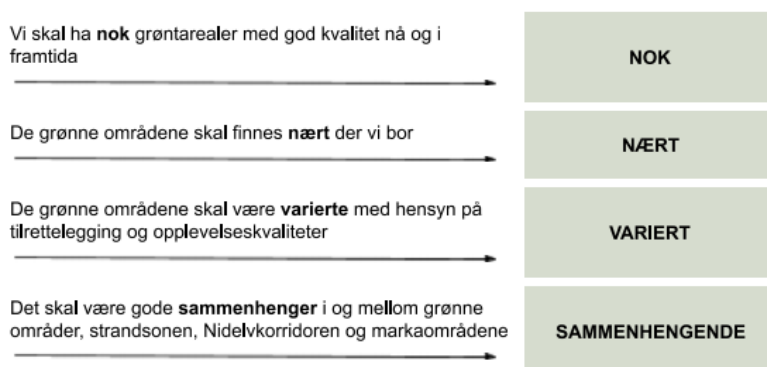 Vi skal ha nok grøntarealer med god kvalitet nå og i
framtida
NOK
De grønne områdene skal finnes nært der vi bor
NÆRT
De grønne områdene skal være varierte med hensyn på
tilrettelegging og opplevelseskvaliteter
VARIERT
Det skal være gode sammenhenger i og mellom grønne
områder, strandsonen, Nidelvkorridoren og markaområdene
SAMMENHENGENDE